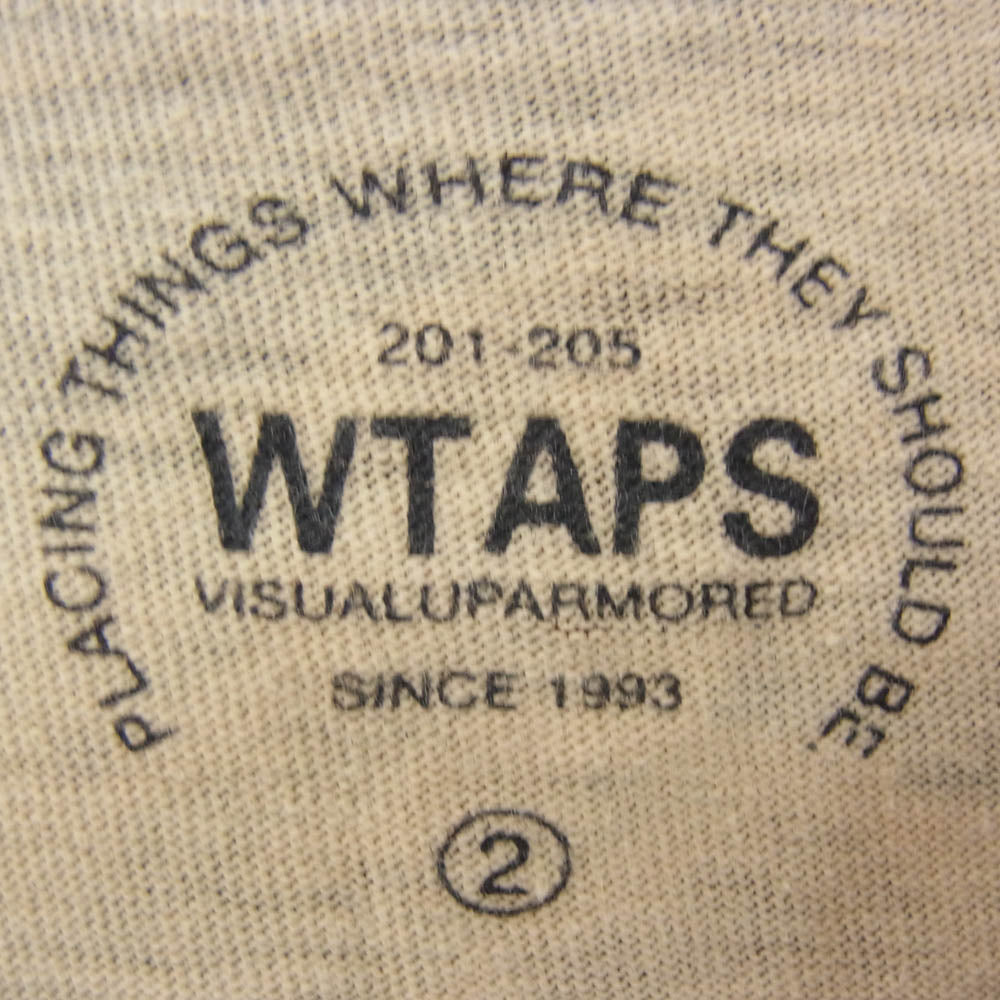 PLACING THINGS WHERE THEY SHOULD BE
201-205
WTAPS
VISUALUPARMORED
SINCE 1993
2